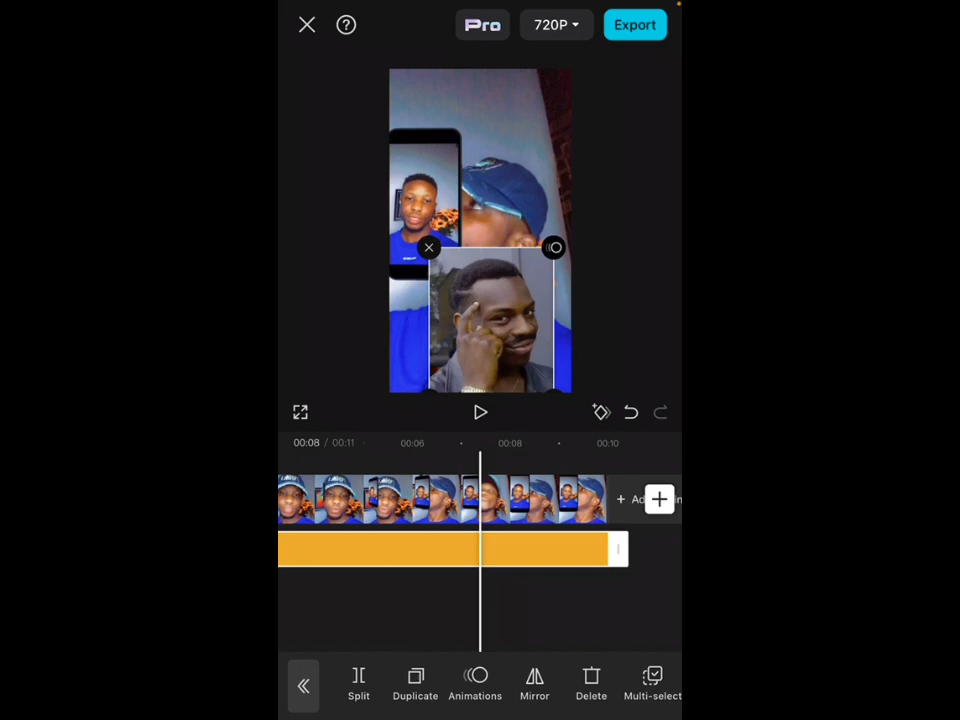 Pro 720P Export
00:08 / 00:11 00:06 00:08 00:10
+ Ad
Split Duplicate Animations Mirror Delete Multi-select